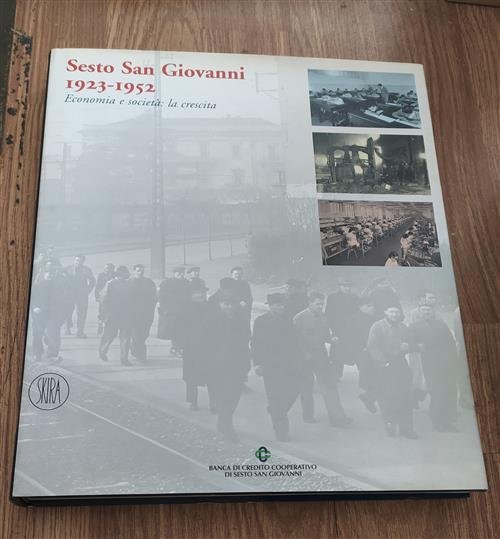 Sesto San Giovanni
1923-1952
Economia e società: la crescita
SKIRA
BANCA DI CREDITO COOPERATIVO
DI SESTO SAN GIOVANNI